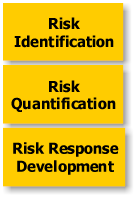 Risk
Identification
Risk
Quantification
Risk Response
Development